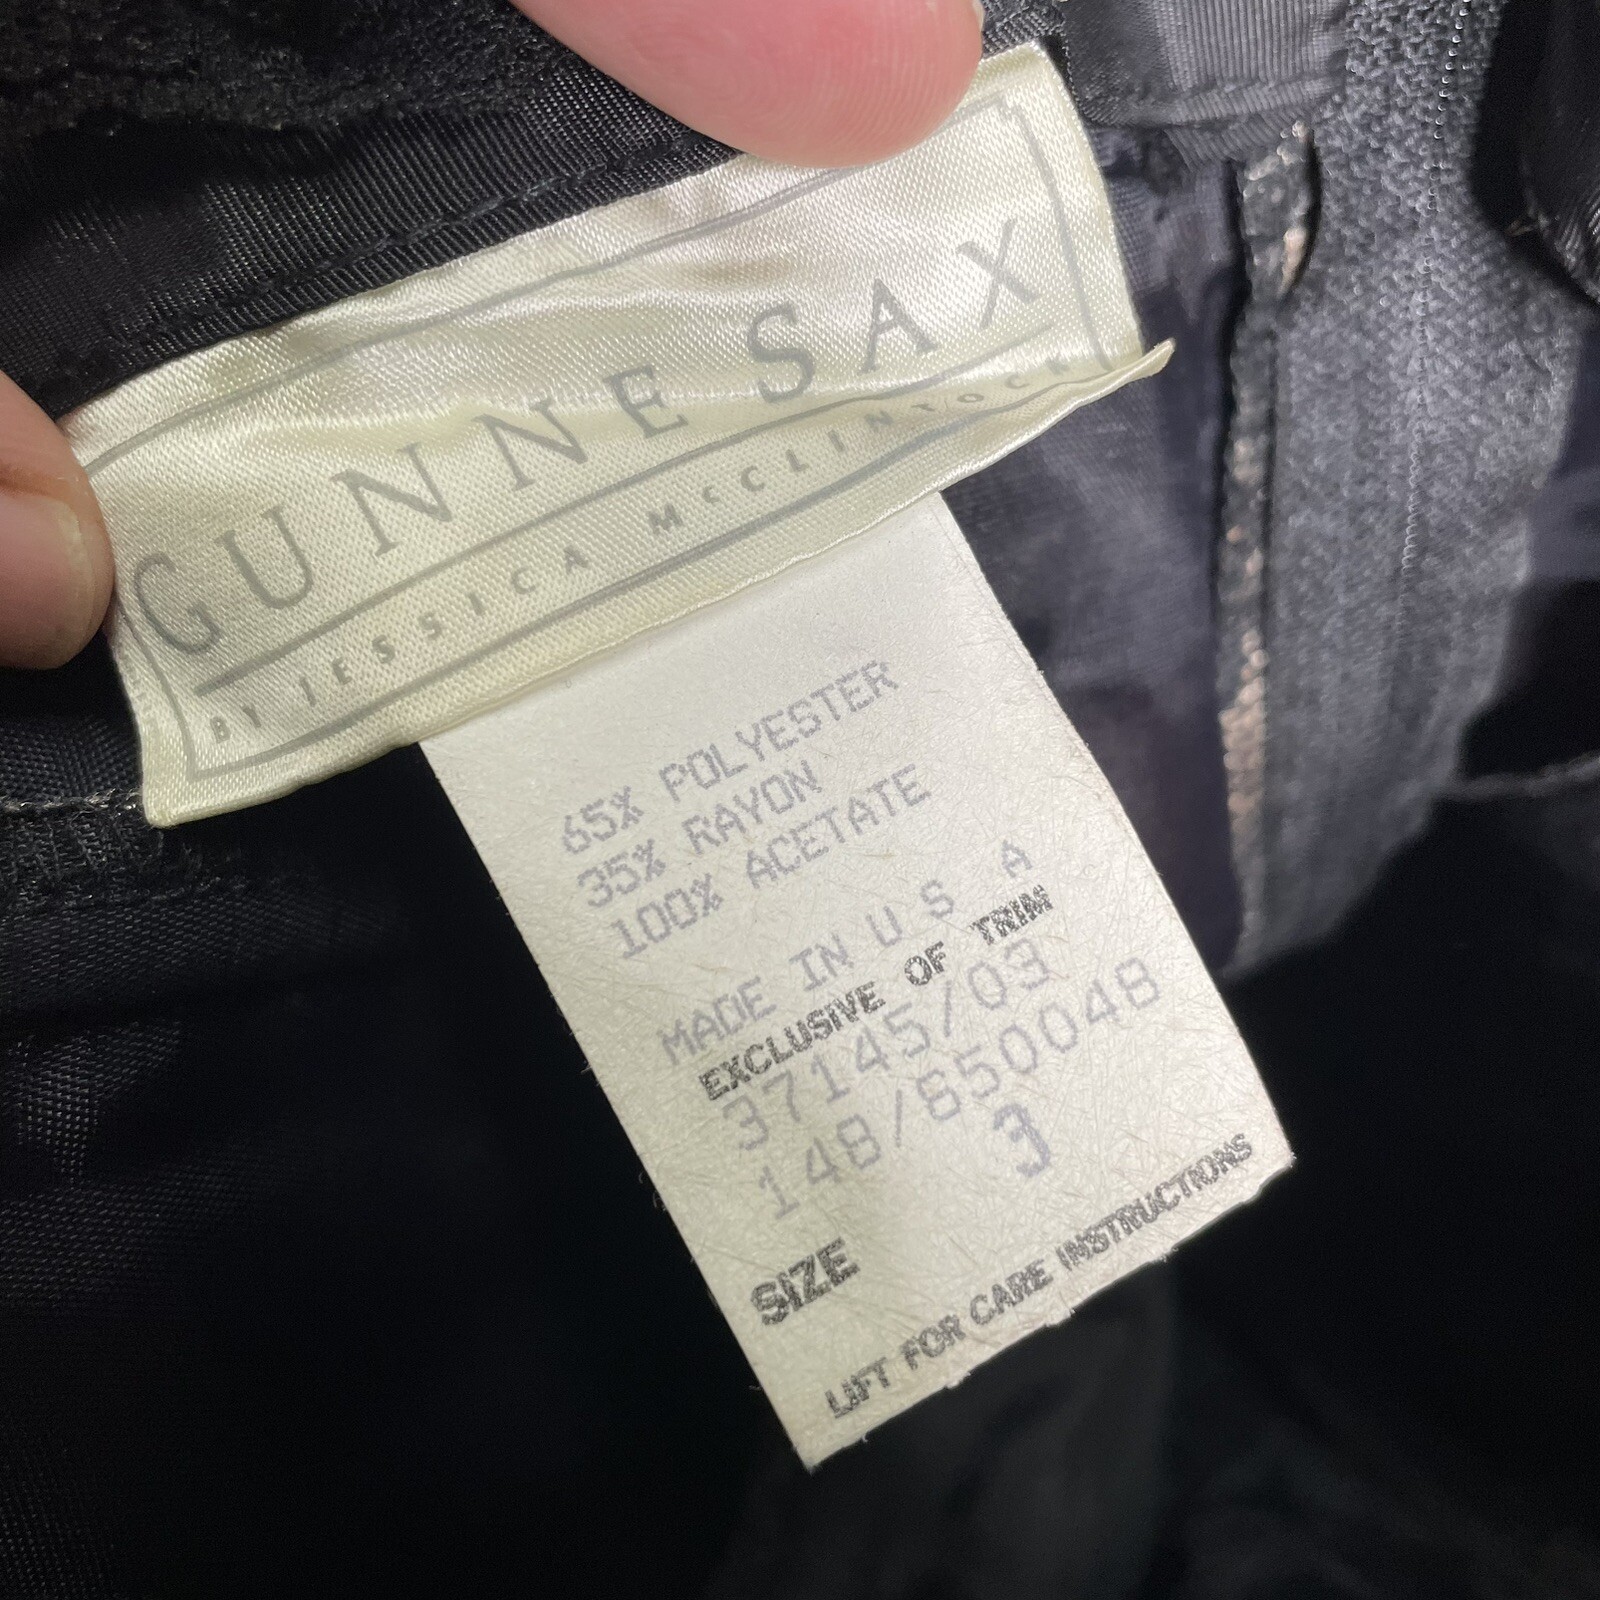 GUNNE SAX
BY JESSICA McCLINTOCK
65% POLYESTER
35% RAYON
100% ACETATE
MADE IN U S A
EXCLUSIVE OF TRIM
37145/03
148/650048
3
SIZE
LIFT FOR CARE INSTRUCTIONS